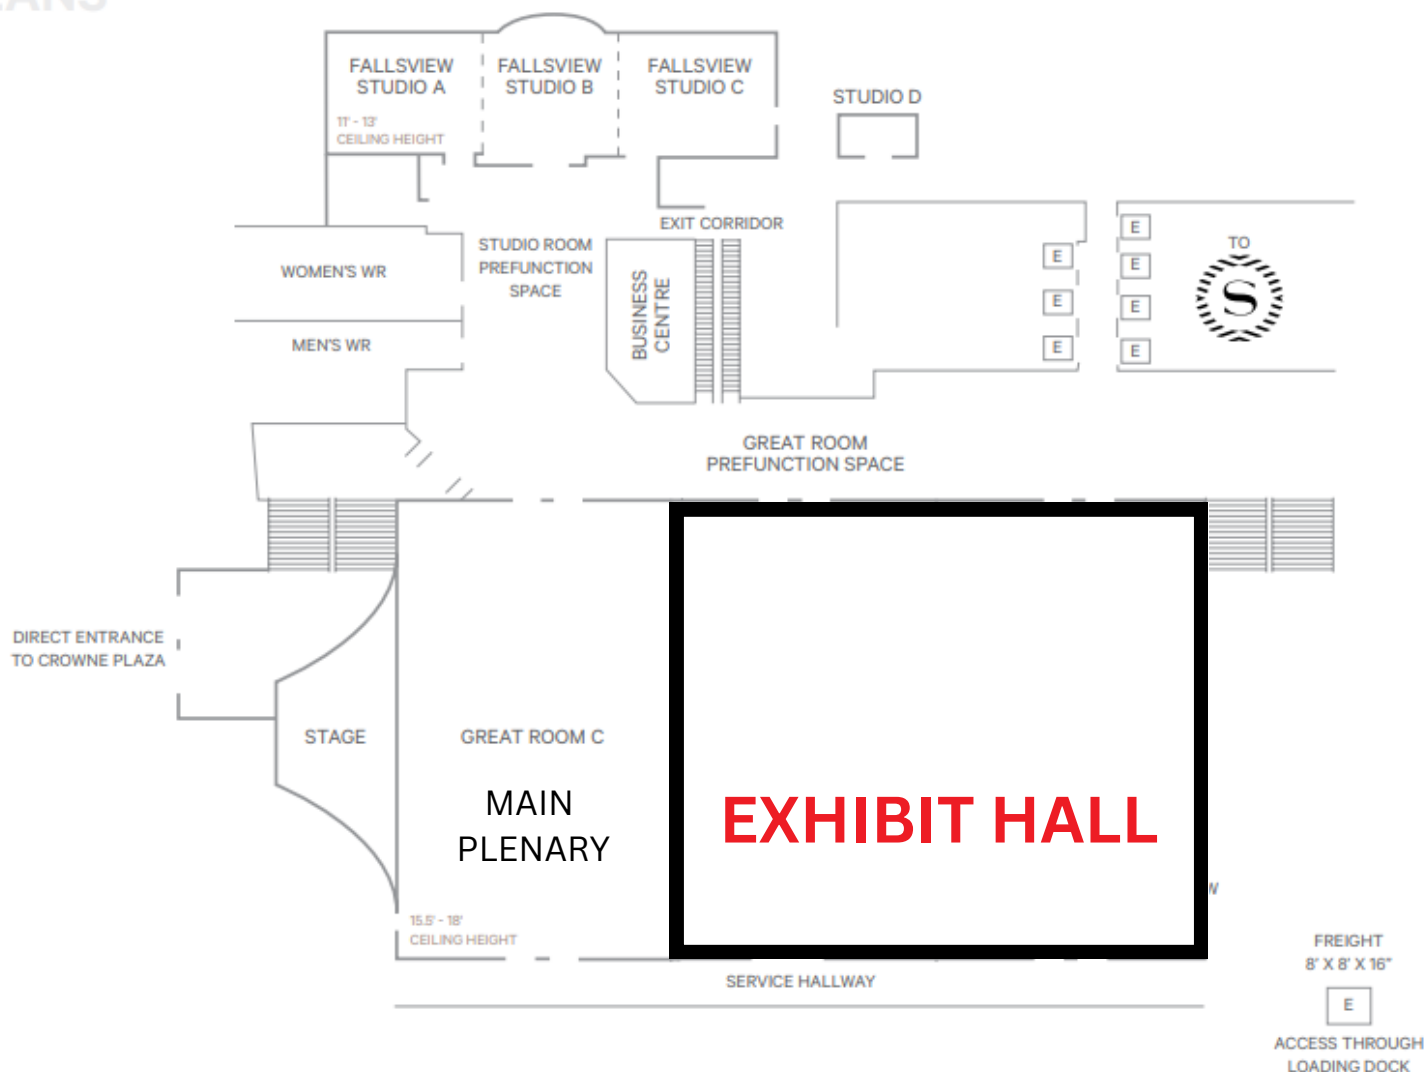 FALLSVIEW
STUDIO A
FALLSVIEW
STUDIO B
FALLSVIEW
STUDIO C
STUDIO D
11' - 13'
CEILING HEIGHT
EXIT CORRIDOR
STUDIO ROOM
PREFUNCTION
SPACE
WOMEN'S WR
MEN'S WR
BUSINESS
CENTRE
E
E
E
E
E
E
E
TO
S
GREAT ROOM
PREFUNCTION SPACE
DIRECT ENTRANCE
TO CROWNE PLAZA
STAGE
GREAT ROOM C
MAIN
PLENARY
EXHIBIT HALL
15.5' - 18'
CEILING HEIGHT
SERVICE HALLWAY
FREIGHT
8' X 8' X 16"
E
ACCESS THROUGH
LOADING DOCK